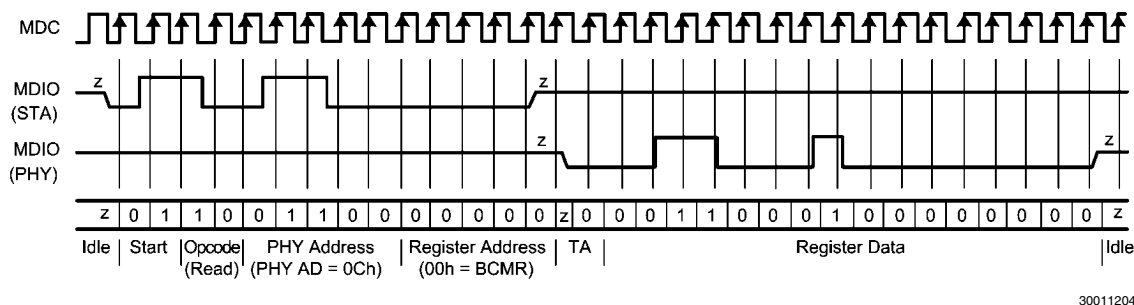 MDC
MDIO
(STA)
z
z
MDIO
(PHY)
z
z
z 0 1 1 0 0 1 1 0 0 0 0 0 0 0 z 0 0 0 1 1 0 0 0 1 0 0 0 0 0 0 0 0 z
Idle Start Opcode PHY Address Register Address TA Register Data Idle
(Read) (PHY AD = 0Ch) (00h = BCMR)
30011204